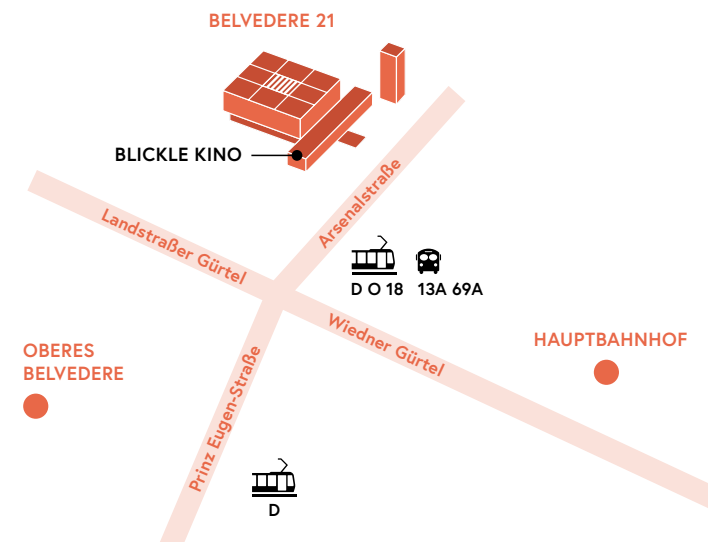 BELVEDERE 21
BLICKLE KINO
Arsenalstraße
Landstraßer Gürtel
D O 18 13A 69A
Wiedner Gürtel
HAUPTBAHNHOF
OBERES
BELVEDERE
Prinz Eugen-Straße
D